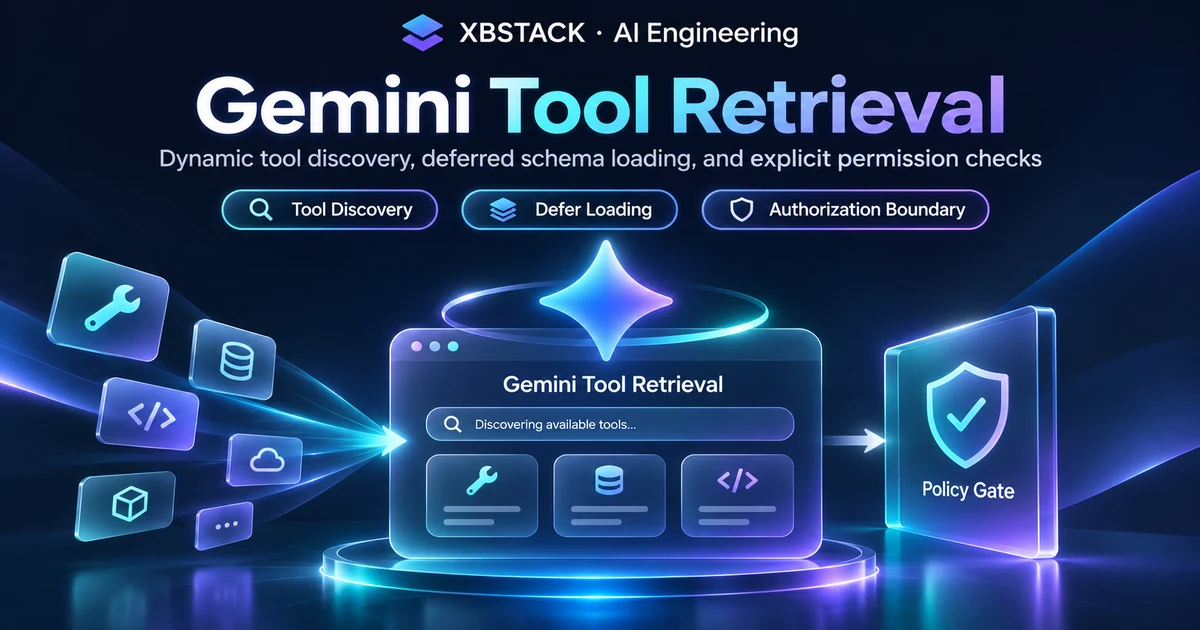 XBSTACK · AI Engineering
Gemini Tool Retrieval
Dynamic tool discovery, deferred schema loading, and explicit permission checks
Tool Discovery
Defer Loading
Authorization Boundary
Gemini Tool Retrieval
Discovering available tools...
Policy Gate